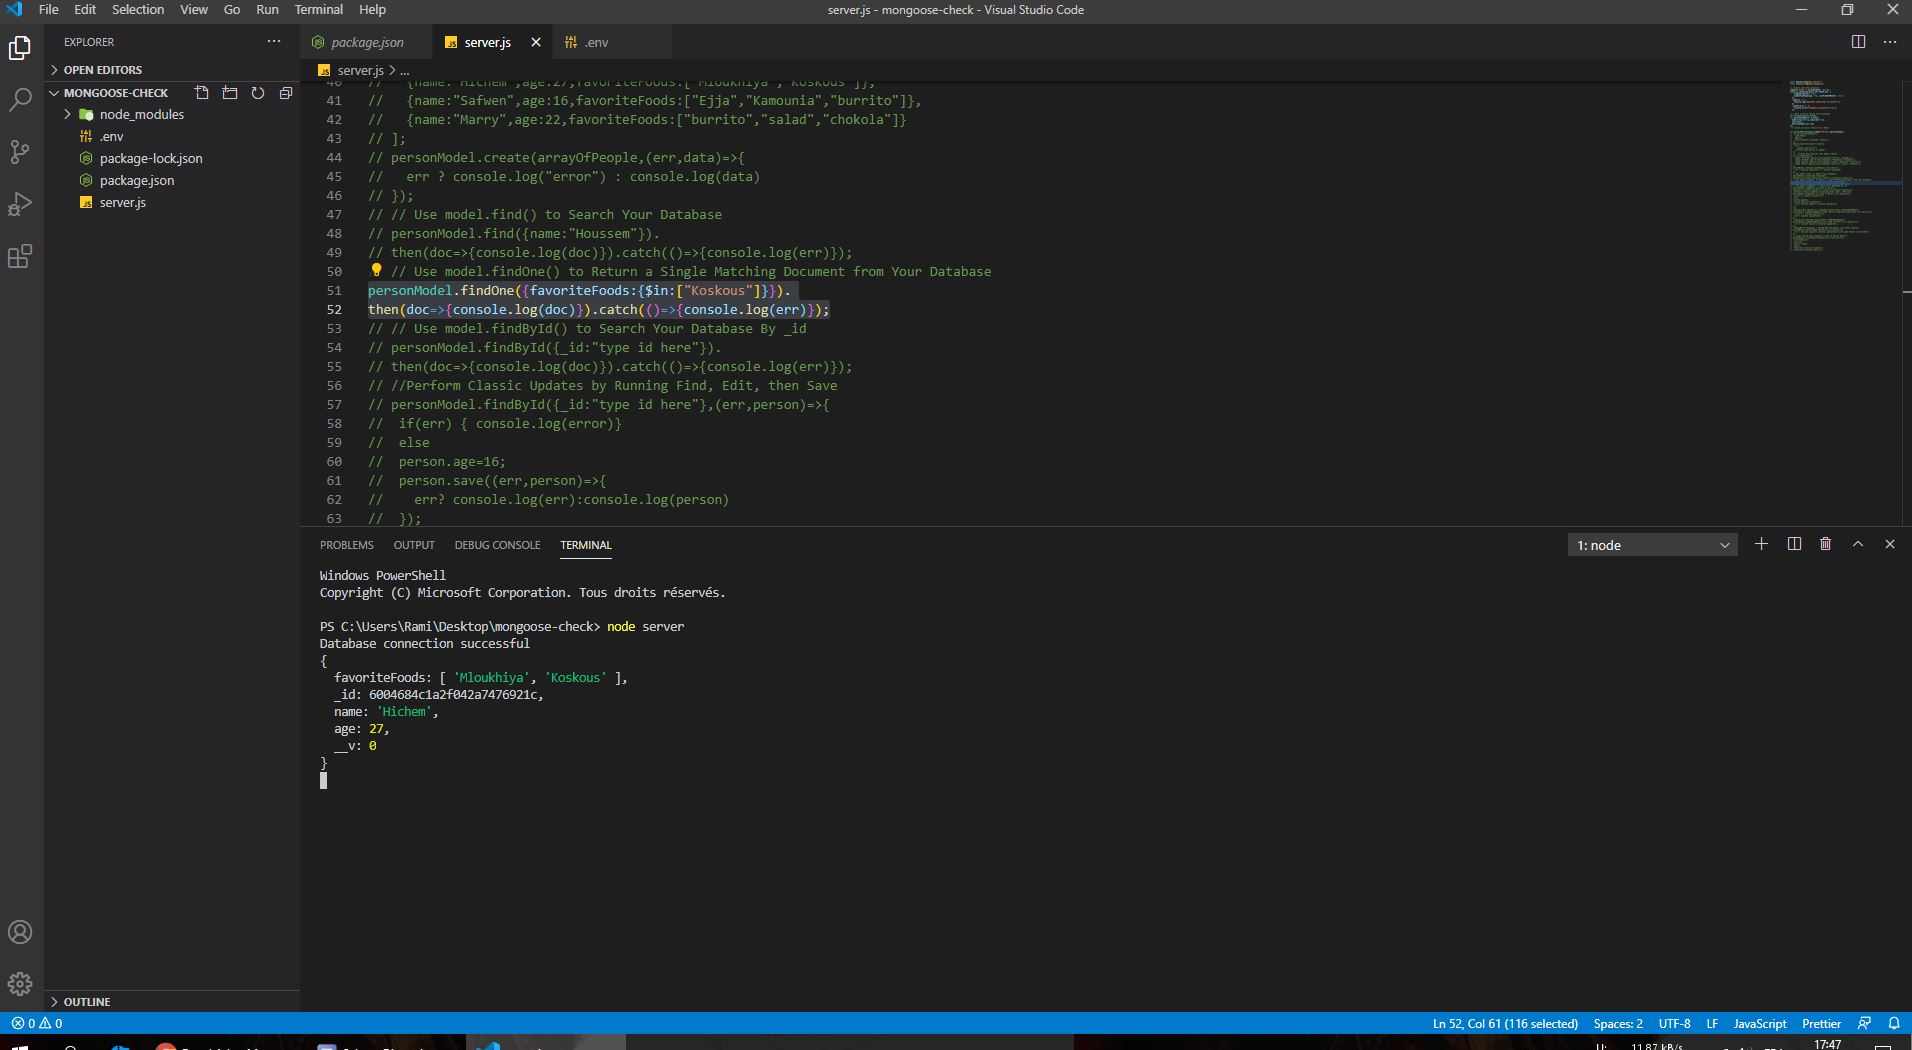 File Edit Selection View Go Run Terminal Help
server.js - mongoose-check - Visual Studio Code
EXPLORER
package.json
server.js
.env
OPEN EDITORS
MONGOOSE-CHECK
node_modules
.env
package-lock.json
package.json
server.js
OUTLINE
server.js > ...
40 // {name:"Hichem",age:27,favoriteFoods:["Mloukhiya","Koskous"]},
41 // {name:"Safwen",age:16,favoriteFoods:["Ejja","Kamounia","burrito"]},
42 // {name:"Marry",age:22,favoriteFoods:["burrito","salad","chokola"]}
43 // ];
44 // personModel.create(arrayOfPeople,(err,data)=>{
45 // err ? console.log("error") : console.log(data)
46 // });
47 // // Use model.find() to Search Your Database
48 // personModel.find({name:"Houssem"}).
49 // then(doc=>{console.log(doc)}).catch(()=>{console.log(err)});
50 // Use model.findOne() to Return a Single Matching Document from Your Database
51 personModel.findOne({favoriteFoods:{$in:["Koskous"]}}).
52 then(doc=>{console.log(doc)}).catch(()=>{console.log(err)});
53 // // Use model.findById() to Search Your Database By _id
54 // personModel.findById({_id:"type id here"}).
55 // then(doc=>{console.log(doc)}).catch(()=>{console.log(err)});
56 // //Perform Classic Updates by Running Find, Edit, then Save
57 // personModel.findById({_id:"type id here"},(err,person)=>{
58 // if(err) { console.log(error)}
59 // else
60 // person.age=16;
61 // person.save((err,person)=>{
62 // err? console.log(err):console.log(person)
63 // });
PROBLEMS OUTPUT DEBUG CONSOLE TERMINAL
1: node
Windows PowerShell
Copyright (C) Microsoft Corporation. Tous droits réservés.
PS C:\Users\Rami\Desktop\mongoose-check> node server
Database connection successful
{
favoriteFoods: [ 'Mloukhiya', 'Koskous' ],
_id: 6004684c1a2f042a7476921c,
name: 'Hichem',
age: 27,
__v: 0
}
0 0
Ln 52, Col 61 (116 selected) Spaces: 2 UTF-8 LF JavaScript Prettier
U: 11,87 kB/s
17:47